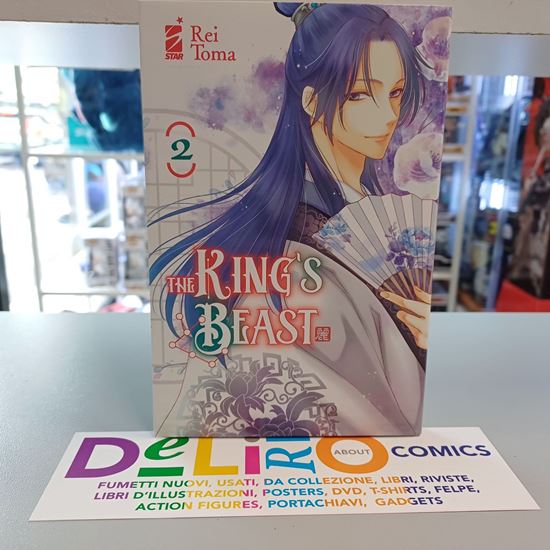 STAR
Rei
Toma
2
THE KING'S
BEAST
DeLiRiO
ABOUT
COMICS
FUMETTI NUOVI, USATI, DA COLLEZIONE, LIBRI, RIVISTE,
LIBRI D'ILLUSTRAZIONI, POSTERS, DVD, T-SHIRTS, FELPE,
ACTION FIGURES, PORTACHIAVI, GADGETS